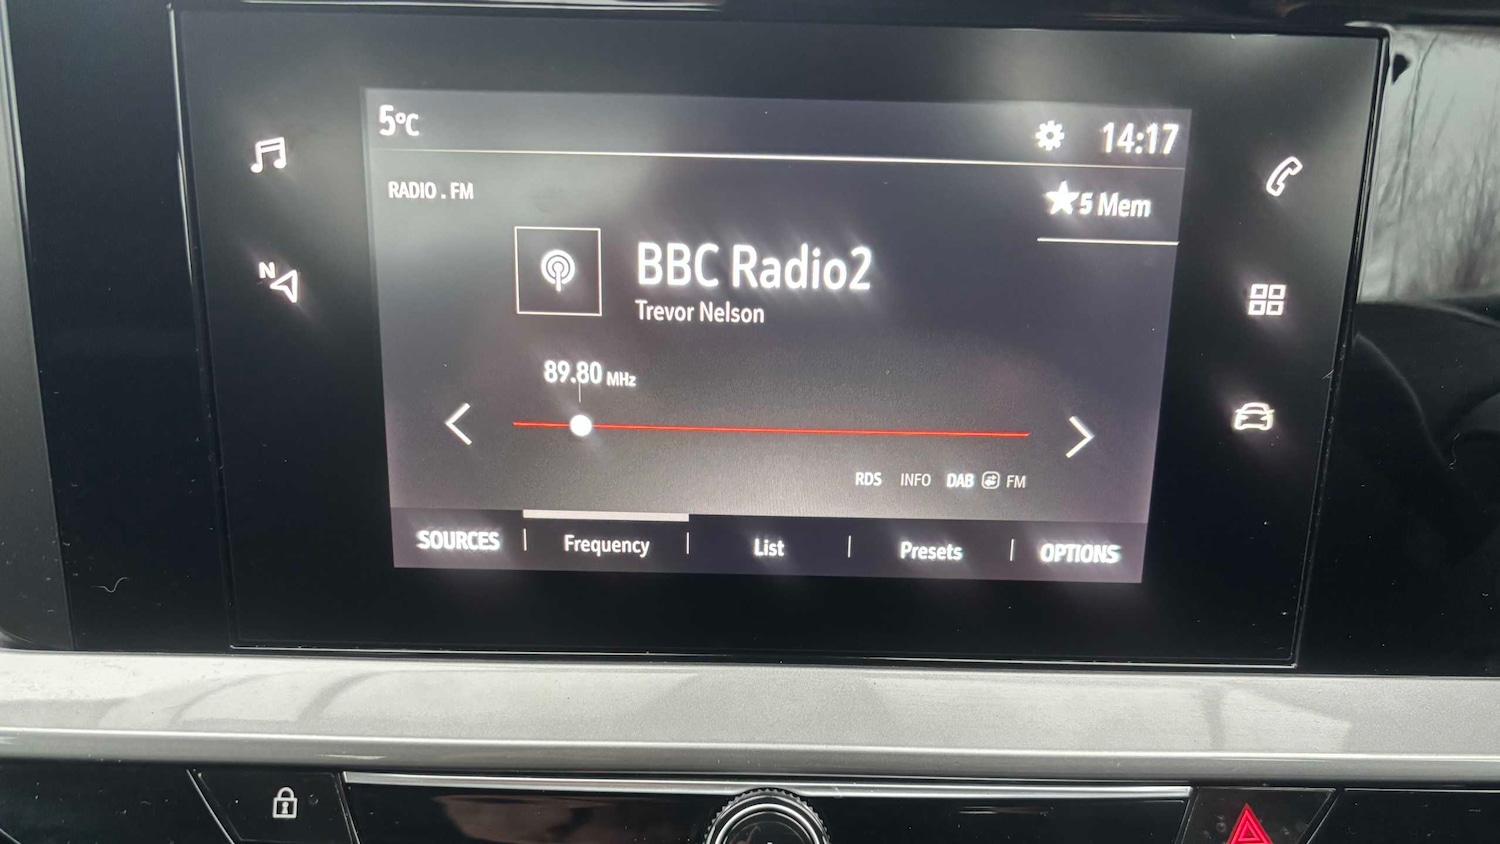 5°C
14:17
RADIO . FM
5 Mem
BBC Radio2
Trevor Nelson
N
89.80 MHz
RDS INFO DAB FM
SOURCES Frequency List Presets OPTIONS